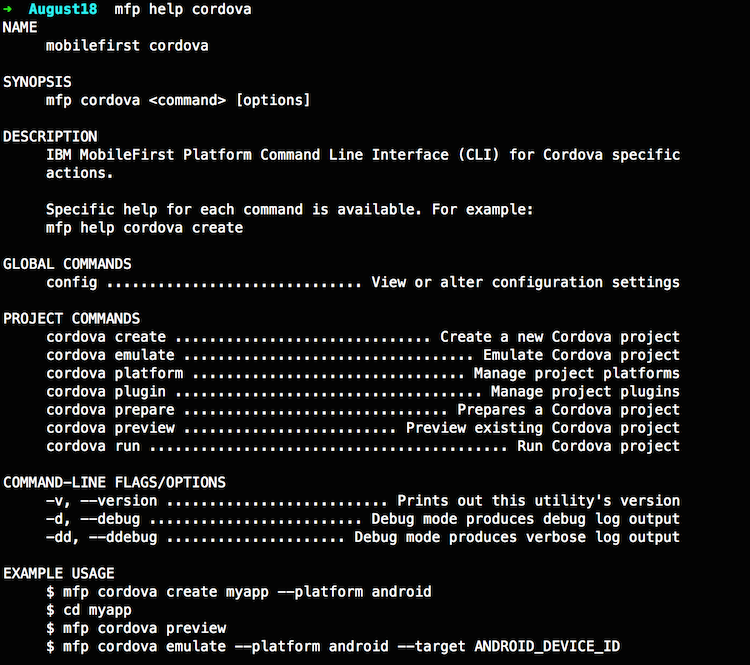 ➜  August18  mfp help cordova
NAME
     mobilefirst cordova

SYNOPSIS
     mfp cordova <command> [options]

DESCRIPTION
     IBM MobileFirst Platform Command Line Interface (CLI) for Cordova specific
     actions.

     Specific help for each command is available. For example:
     mfp help cordova create

GLOBAL COMMANDS
     config .............................. View or alter configuration settings

PROJECT COMMANDS
     cordova create .............................. Create a new Cordova project
     cordova emulate .................................. Emulate Cordova project
     cordova platform ................................ Manage project platforms
     cordova plugin .................................... Manage project plugins
     cordova prepare ............................... Prepares a Cordova project
     cordova preview ......................... Preview existing Cordova project
     cordova run .......................................... Run Cordova project

COMMAND-LINE FLAGS/OPTIONS
     -v, --version .......................... Prints out this utility's version
     -d, --debug ......................... Debug mode produces debug log output
     -dd, --ddebug ..................... Debug mode produces verbose log output

EXAMPLE USAGE
     $ mfp cordova create myapp --platform android
     $ cd myapp
     $ mfp cordova preview
     $ mfp cordova emulate --platform android --target ANDROID_DEVICE_ID